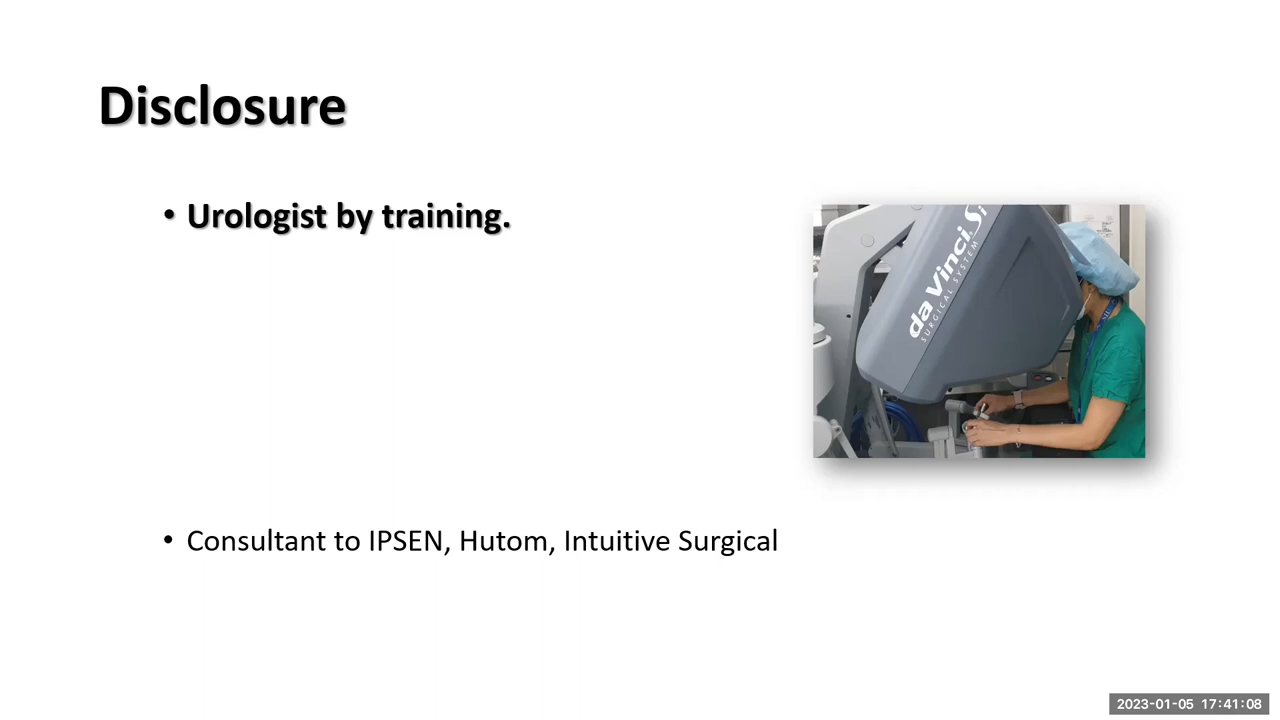 Disclosure
• Urologist by training.
da Vinci Si
SURGICAL SYSTEM
• Consultant to IPSEN, Hutom, Intuitive Surgical
2023-01-05 17:41:08